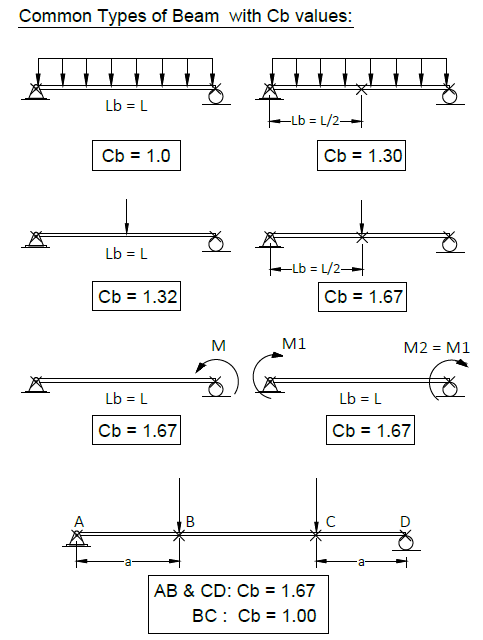 Common Types of Beam with Cb values:
Lb = L
Lb = L/2
Cb = 1.0
Cb = 1.30
Lb = L
Lb = L/2
Cb = 1.32
Cb = 1.67
M
M1
M2 = M1
Lb = L
Lb = L
Cb = 1.67
Cb = 1.67
A
B
C
D
a
a
AB & CD: Cb = 1.67
BC : Cb = 1.00